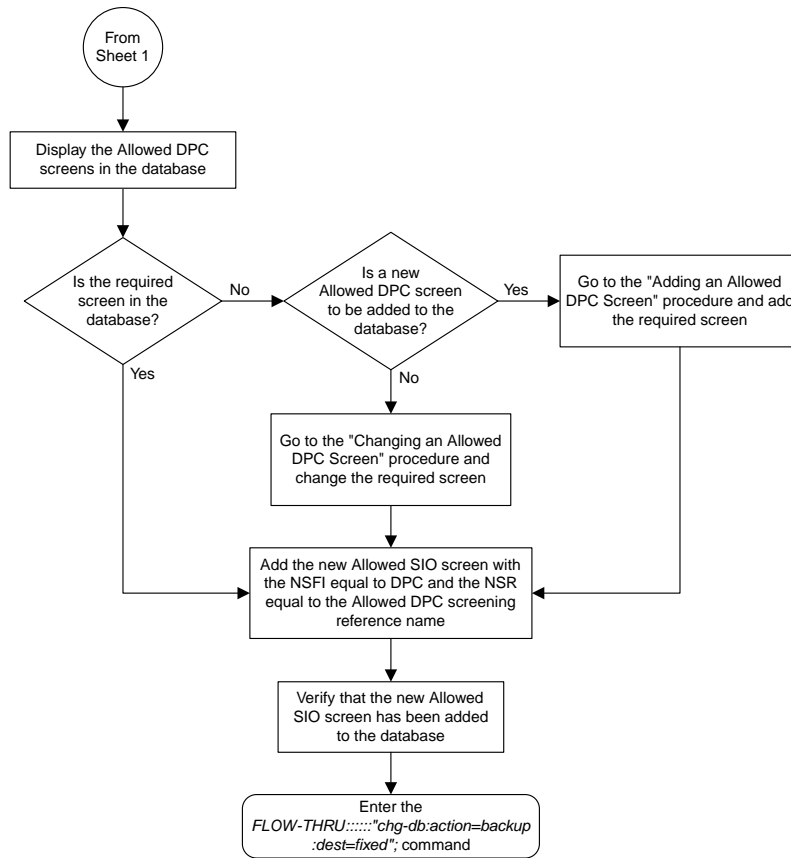 From
Sheet 1
Display the Allowed DPC
screens in the database
Is the required
screen in the
database?
No
Yes
Is a new
Allowed DPC screen
to be added to the
database?
Yes
No
Go to the "Adding an Allowed
DPC Screen" procedure and add
the required screen
Go to the "Changing an Allowed
DPC Screen" procedure and
change the required screen
Add the new Allowed SIO screen with
the NSFI equal to DPC and the NSR
equal to the Allowed DPC screening
reference name
Verify that the new Allowed
SIO screen has been added
to the database
Enter the
FLOW-THRU::::::"chg-db:action=backup
:dest=fixed"; command